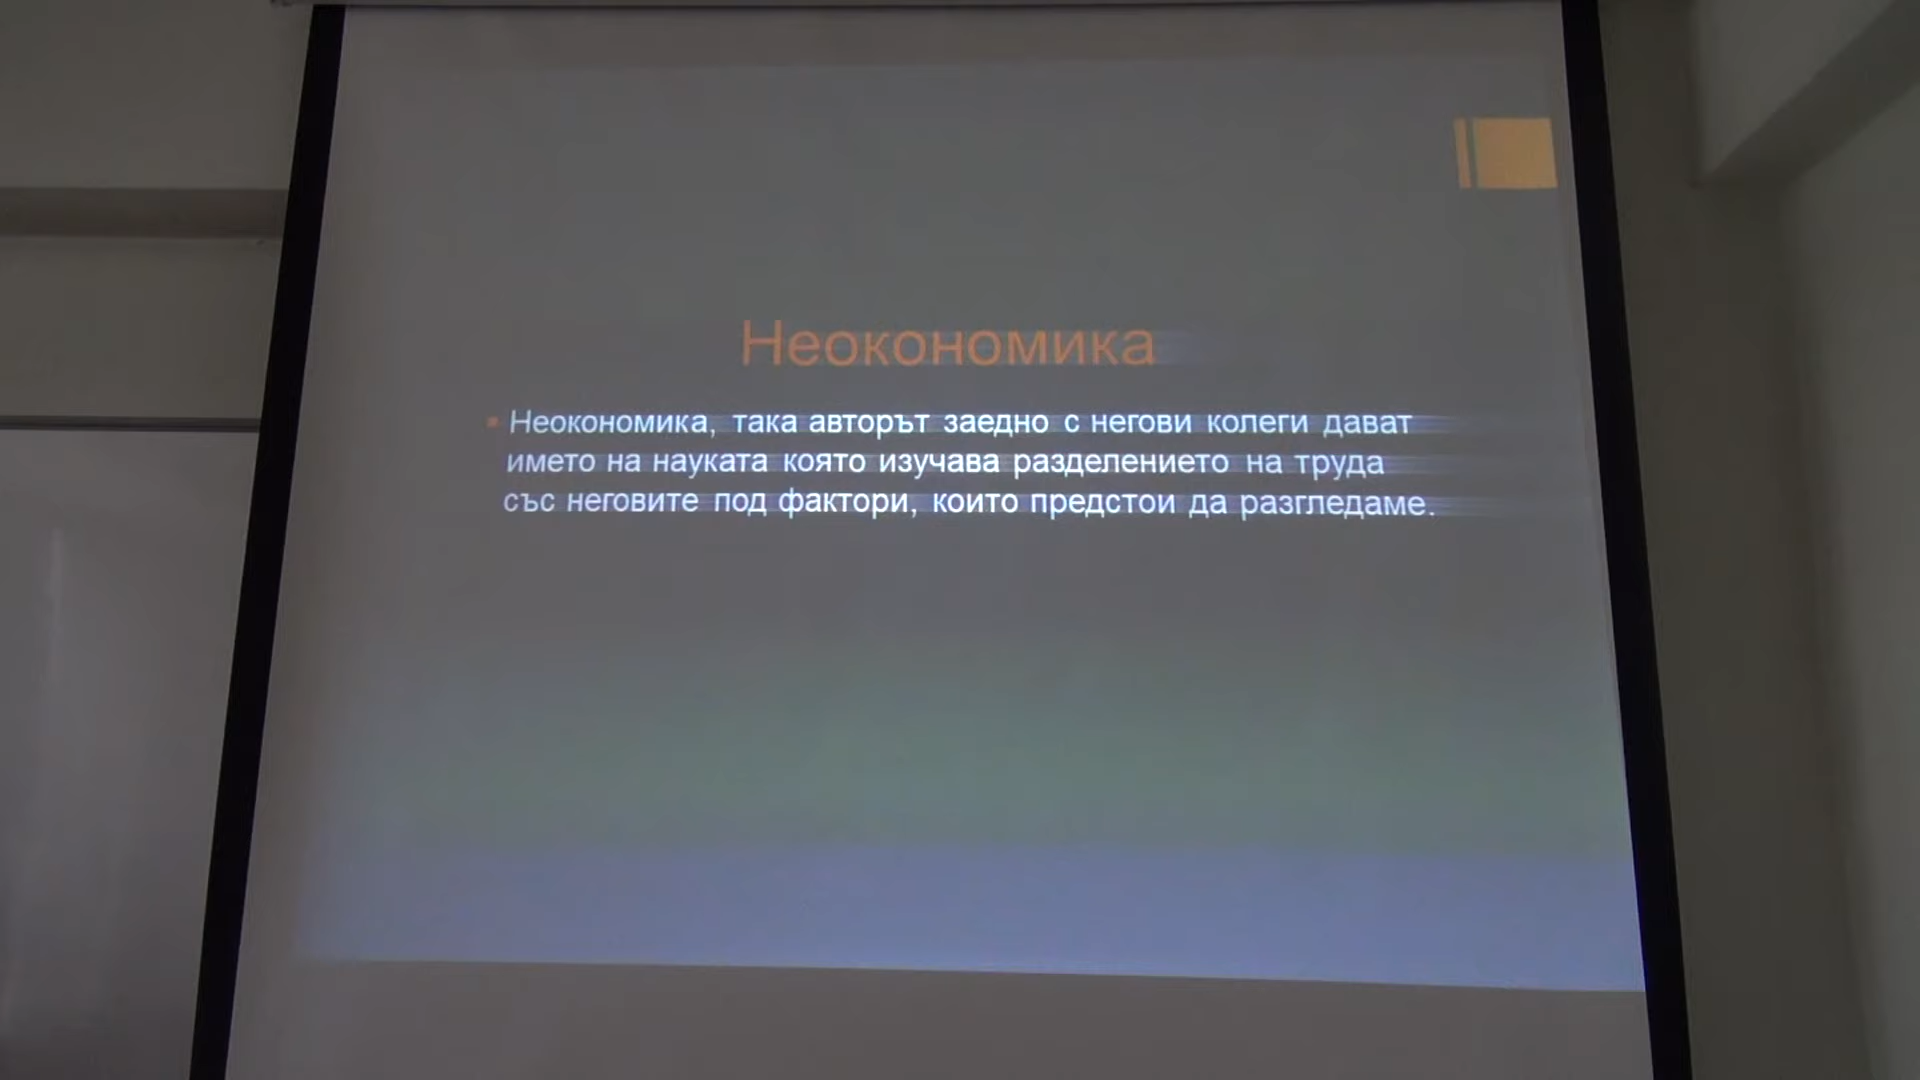 Неокономика
Неокономика, така авторът заедно с негови колеги дават
името на науката която изучава разделението на труда
със неговите под фактори, които предстои да разгледаме.